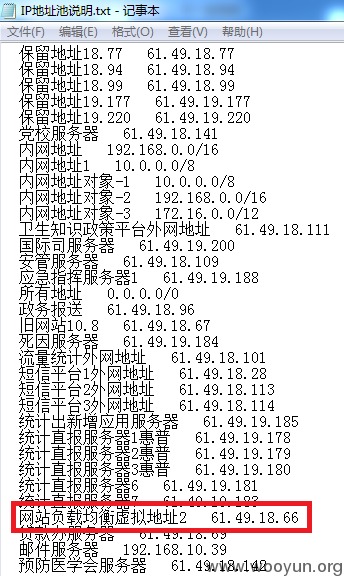 IP地址池说明.txt - 记事本
文件(F) 编辑(E) 格式(O) 查看(V) 帮助(H)
保留地址18.77 61.49.18.77
保留地址18.94 61.49.18.94
保留地址18.99 61.49.18.99
保留地址19.177 61.49.19.177
保留地址19.220 61.49.19.220
党校服务器 61.49.18.141
内网地址 192.168.0.0/16
内网地址1 10.0.0.0/8
内网地址对象-1 10.0.0.0/8
内网地址对象-2 192.168.0.0/16
内网地址对象-3 172.16.0.0/12
卫生知识政策平台外网地址 61.49.18.111
国际司服务器 61.49.19.200
安管服务器 61.49.18.109
应急指挥服务器1 61.49.19.188
所有地址 0.0.0.0/0
政务报送 61.49.18.96
旧网站10.8 61.49.18.67
死因服务器 61.49.19.184
流量统计外网地址 61.49.18.101
短信平台1外网地址 61.49.18.28
短信平台2外网地址 61.49.18.113
短信平台3外网地址 61.49.18.114
统计出新增应用服务器 61.49.19.185
统计直报服务器1惠普 61.49.19.178
统计直报服务器2惠普 61.49.19.179
统计直报服务器3惠普 61.49.19.180
统计直报服务器6 61.49.19.181
统计直报服务器7 61.49.19.183
网站负载均衡虚拟地址2 61.49.18.66
服务器 61.49.18.69
邮件服务器 192.168.10.39
预防医学会服务器 61.49.18.142
www.wooyun.org